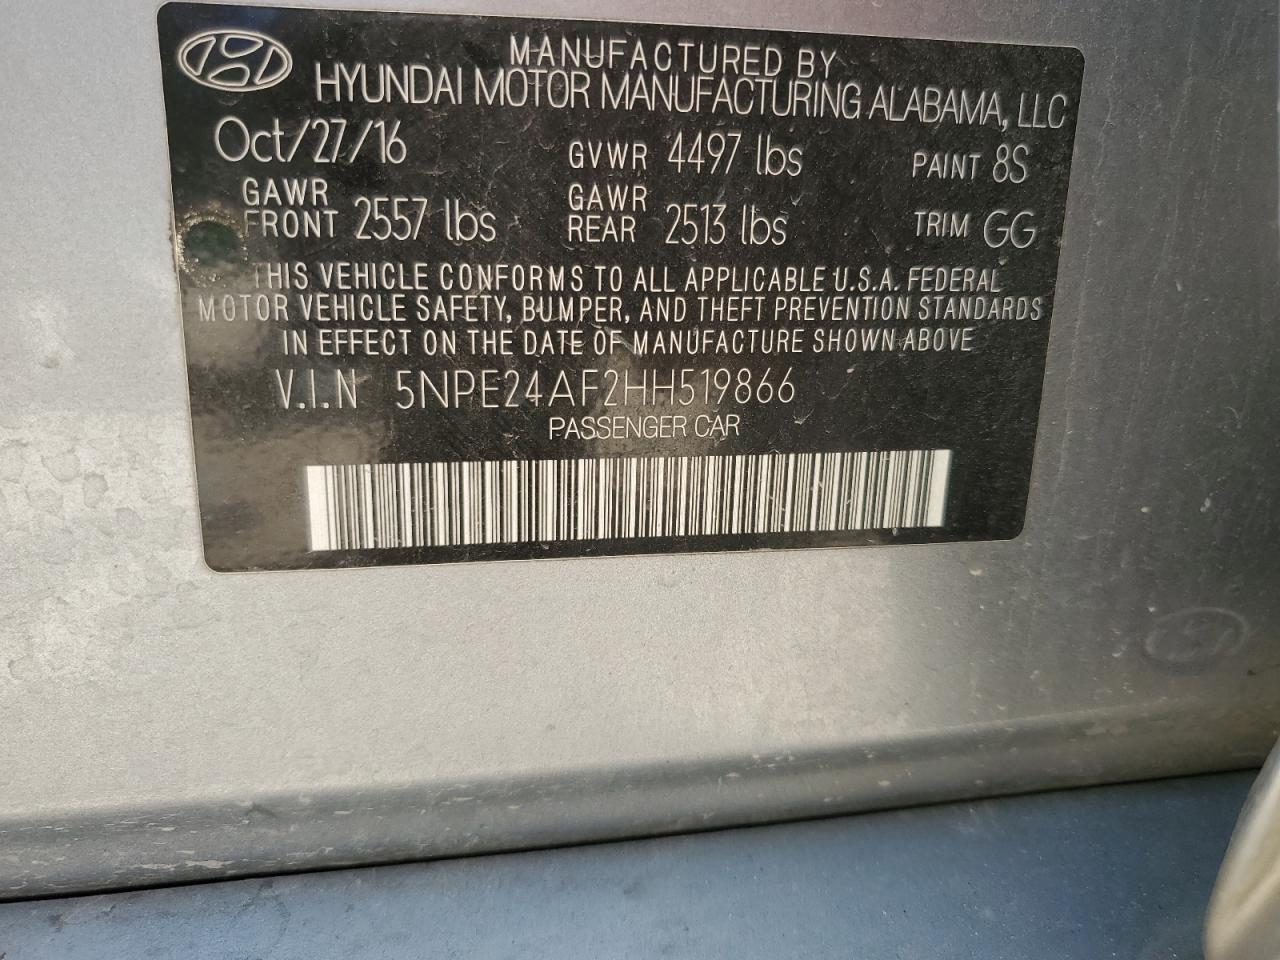 MANUFACTURED BY
HYUNDAI MOTOR MANUFACTURING ALABAMA, LLC
Oct/27/16 GVWR 4497 lbs PAINT 8S
GAWR FRONT 2557 lbs GAWR REAR 2513 lbs TRIM GG
THIS VEHICLE CONFORMS TO ALL APPLICABLE U.S.A. FEDERAL
MOTOR VEHICLE SAFETY, BUMPER, AND THEFT PREVENTION STANDARDS
IN EFFECT ON THE DATE OF MANUFACTURE SHOWN ABOVE
V.I.N 5NPE24AF2HH519866
PASSENGER CAR